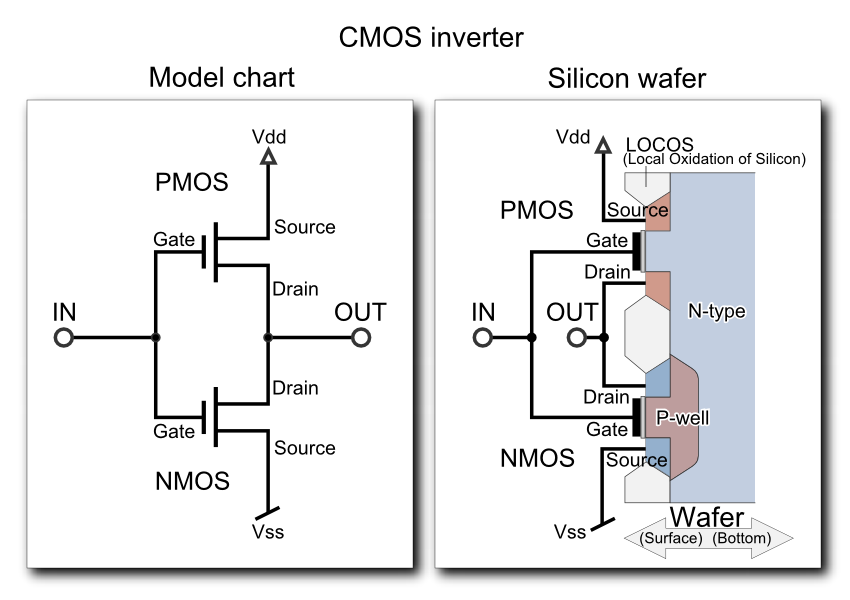 CMOS inverter
Model chart
Vdd
PMOS
Source
Gate
Drain
IN
OUT
Drain
Gate
Source
NMOS
Vss
Silicon wafer
Vdd
LOCOS
(Local Oxidation of Silicon)
PMOS
Source
Gate
Drain
IN
OUT
N-type
Drain
P-well
Gate
NMOS
Source
Vss
Wafer
(Surface) (Bottom)